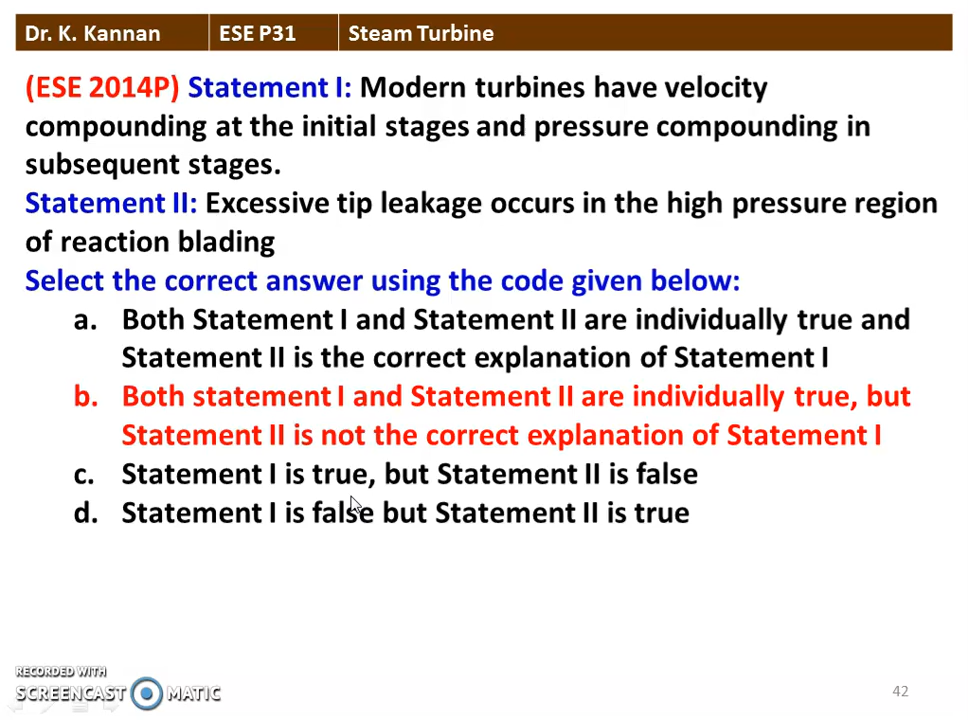 Dr. K. Kannan ESE P31 Steam Turbine
(ESE 2014P) Statement I: Modern turbines have velocity
compounding at the initial stages and pressure compounding in
subsequent stages.
Statement II: Excessive tip leakage occurs in the high pressure region
of reaction blading
Select the correct answer using the code given below:
a. Both Statement I and Statement II are individually true and
Statement II is the correct explanation of Statement I
b. Both statement I and Statement II are individually true, but
Statement II is not the correct explanation of Statement I
c. Statement I is true, but Statement II is false
d. Statement I is false but Statement II is true
RECORDED WITH
SCREENCAST MATIC
42